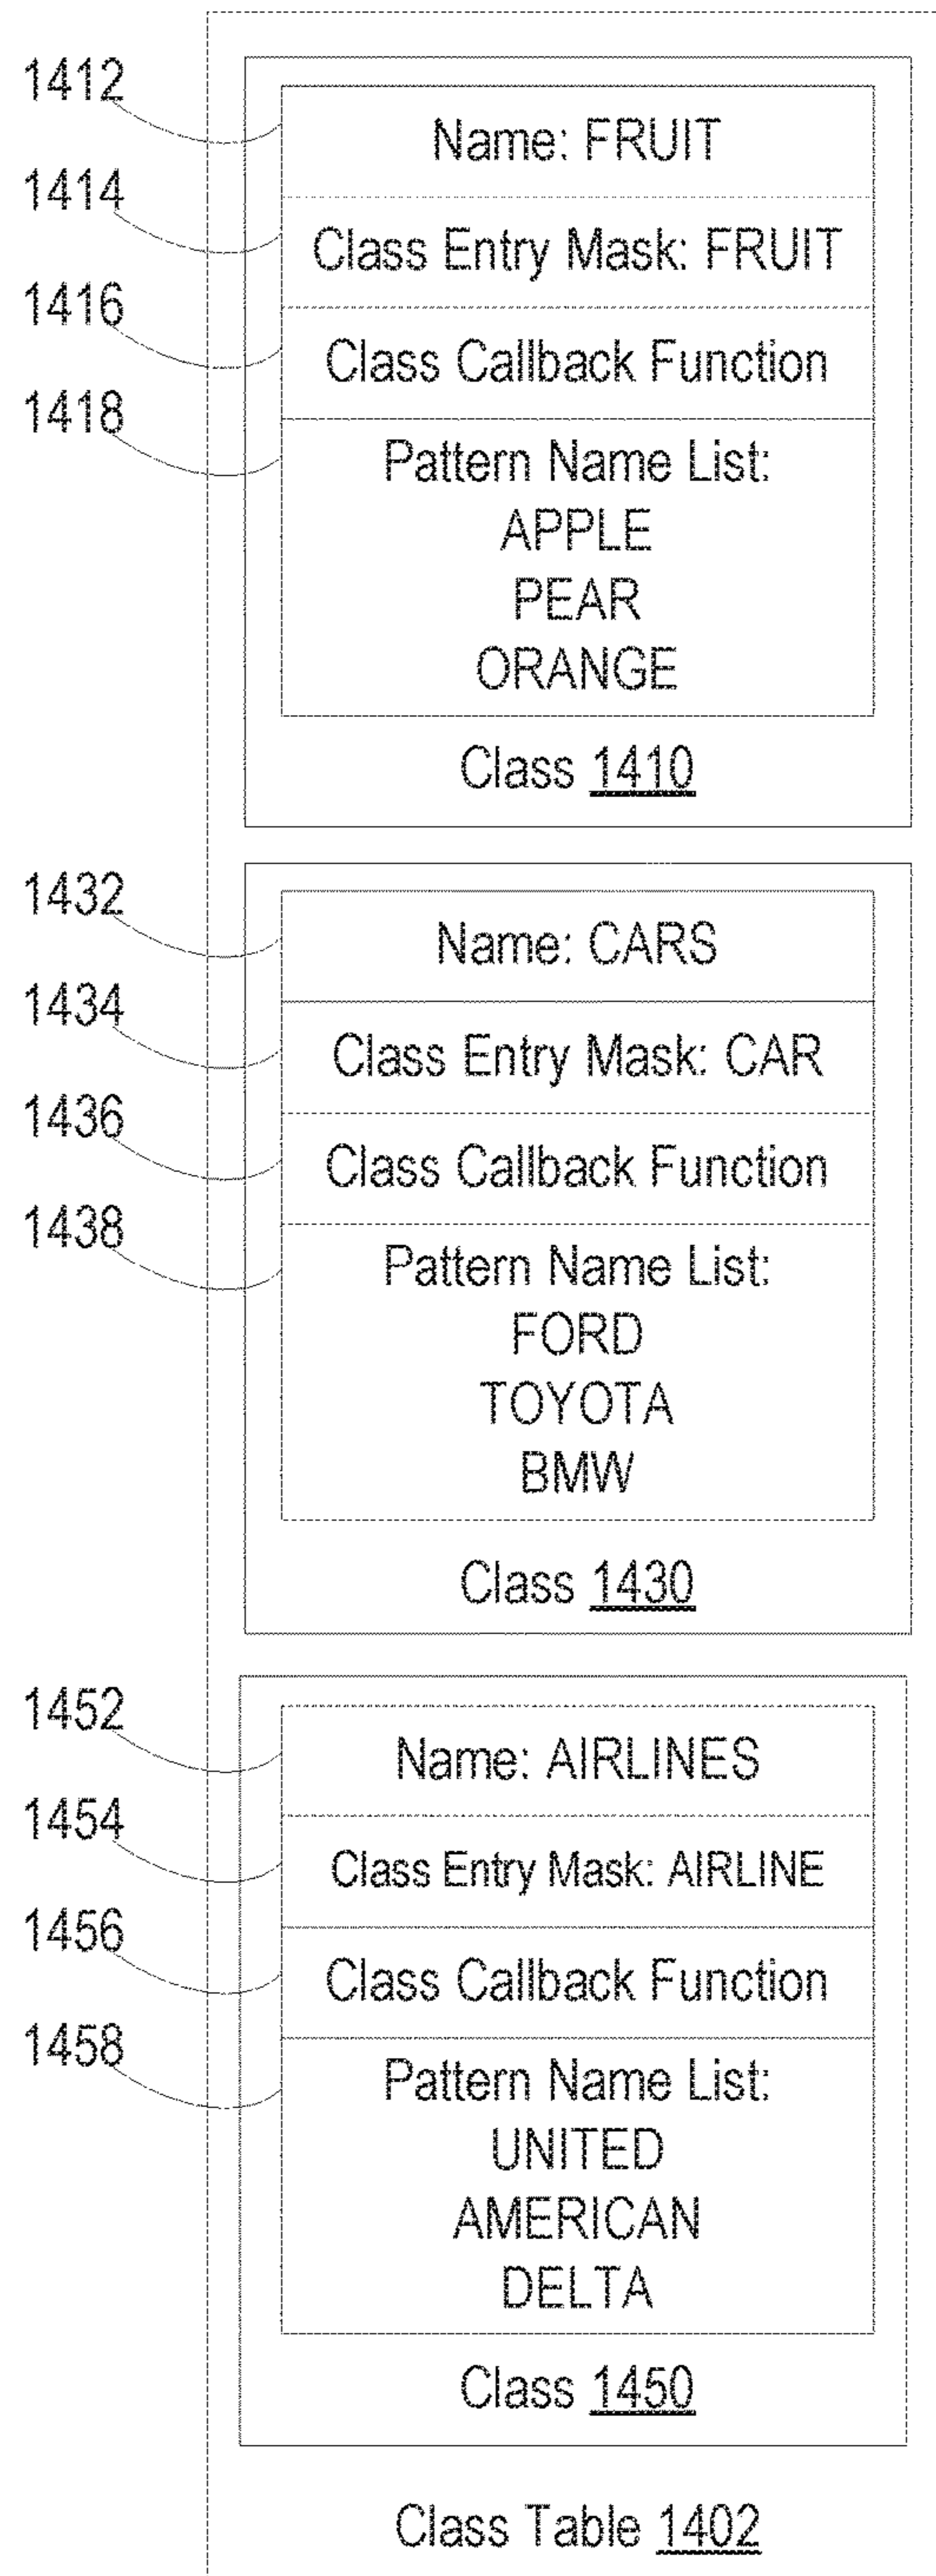 1412
Name: FRUIT
1414
Class Entry Mask: FRUIT
1416
Class Callback Function
1418
Pattern Name List:
APPLE
PEAR
ORANGE
Class 1410
1432
Name: CARS
1434
Class Entry Mask: CAR
1436
Class Callback Function
1438
Pattern Name List:
FORD
TOYOTA
BMW
Class 1430
1452
Name: AIRLINES
1454
Class Entry Mask: AIRLINE
1456
Class Callback Function
1458
Pattern Name List:
UNITED
AMERICAN
DELTA
Class 1450
Class Table 1402